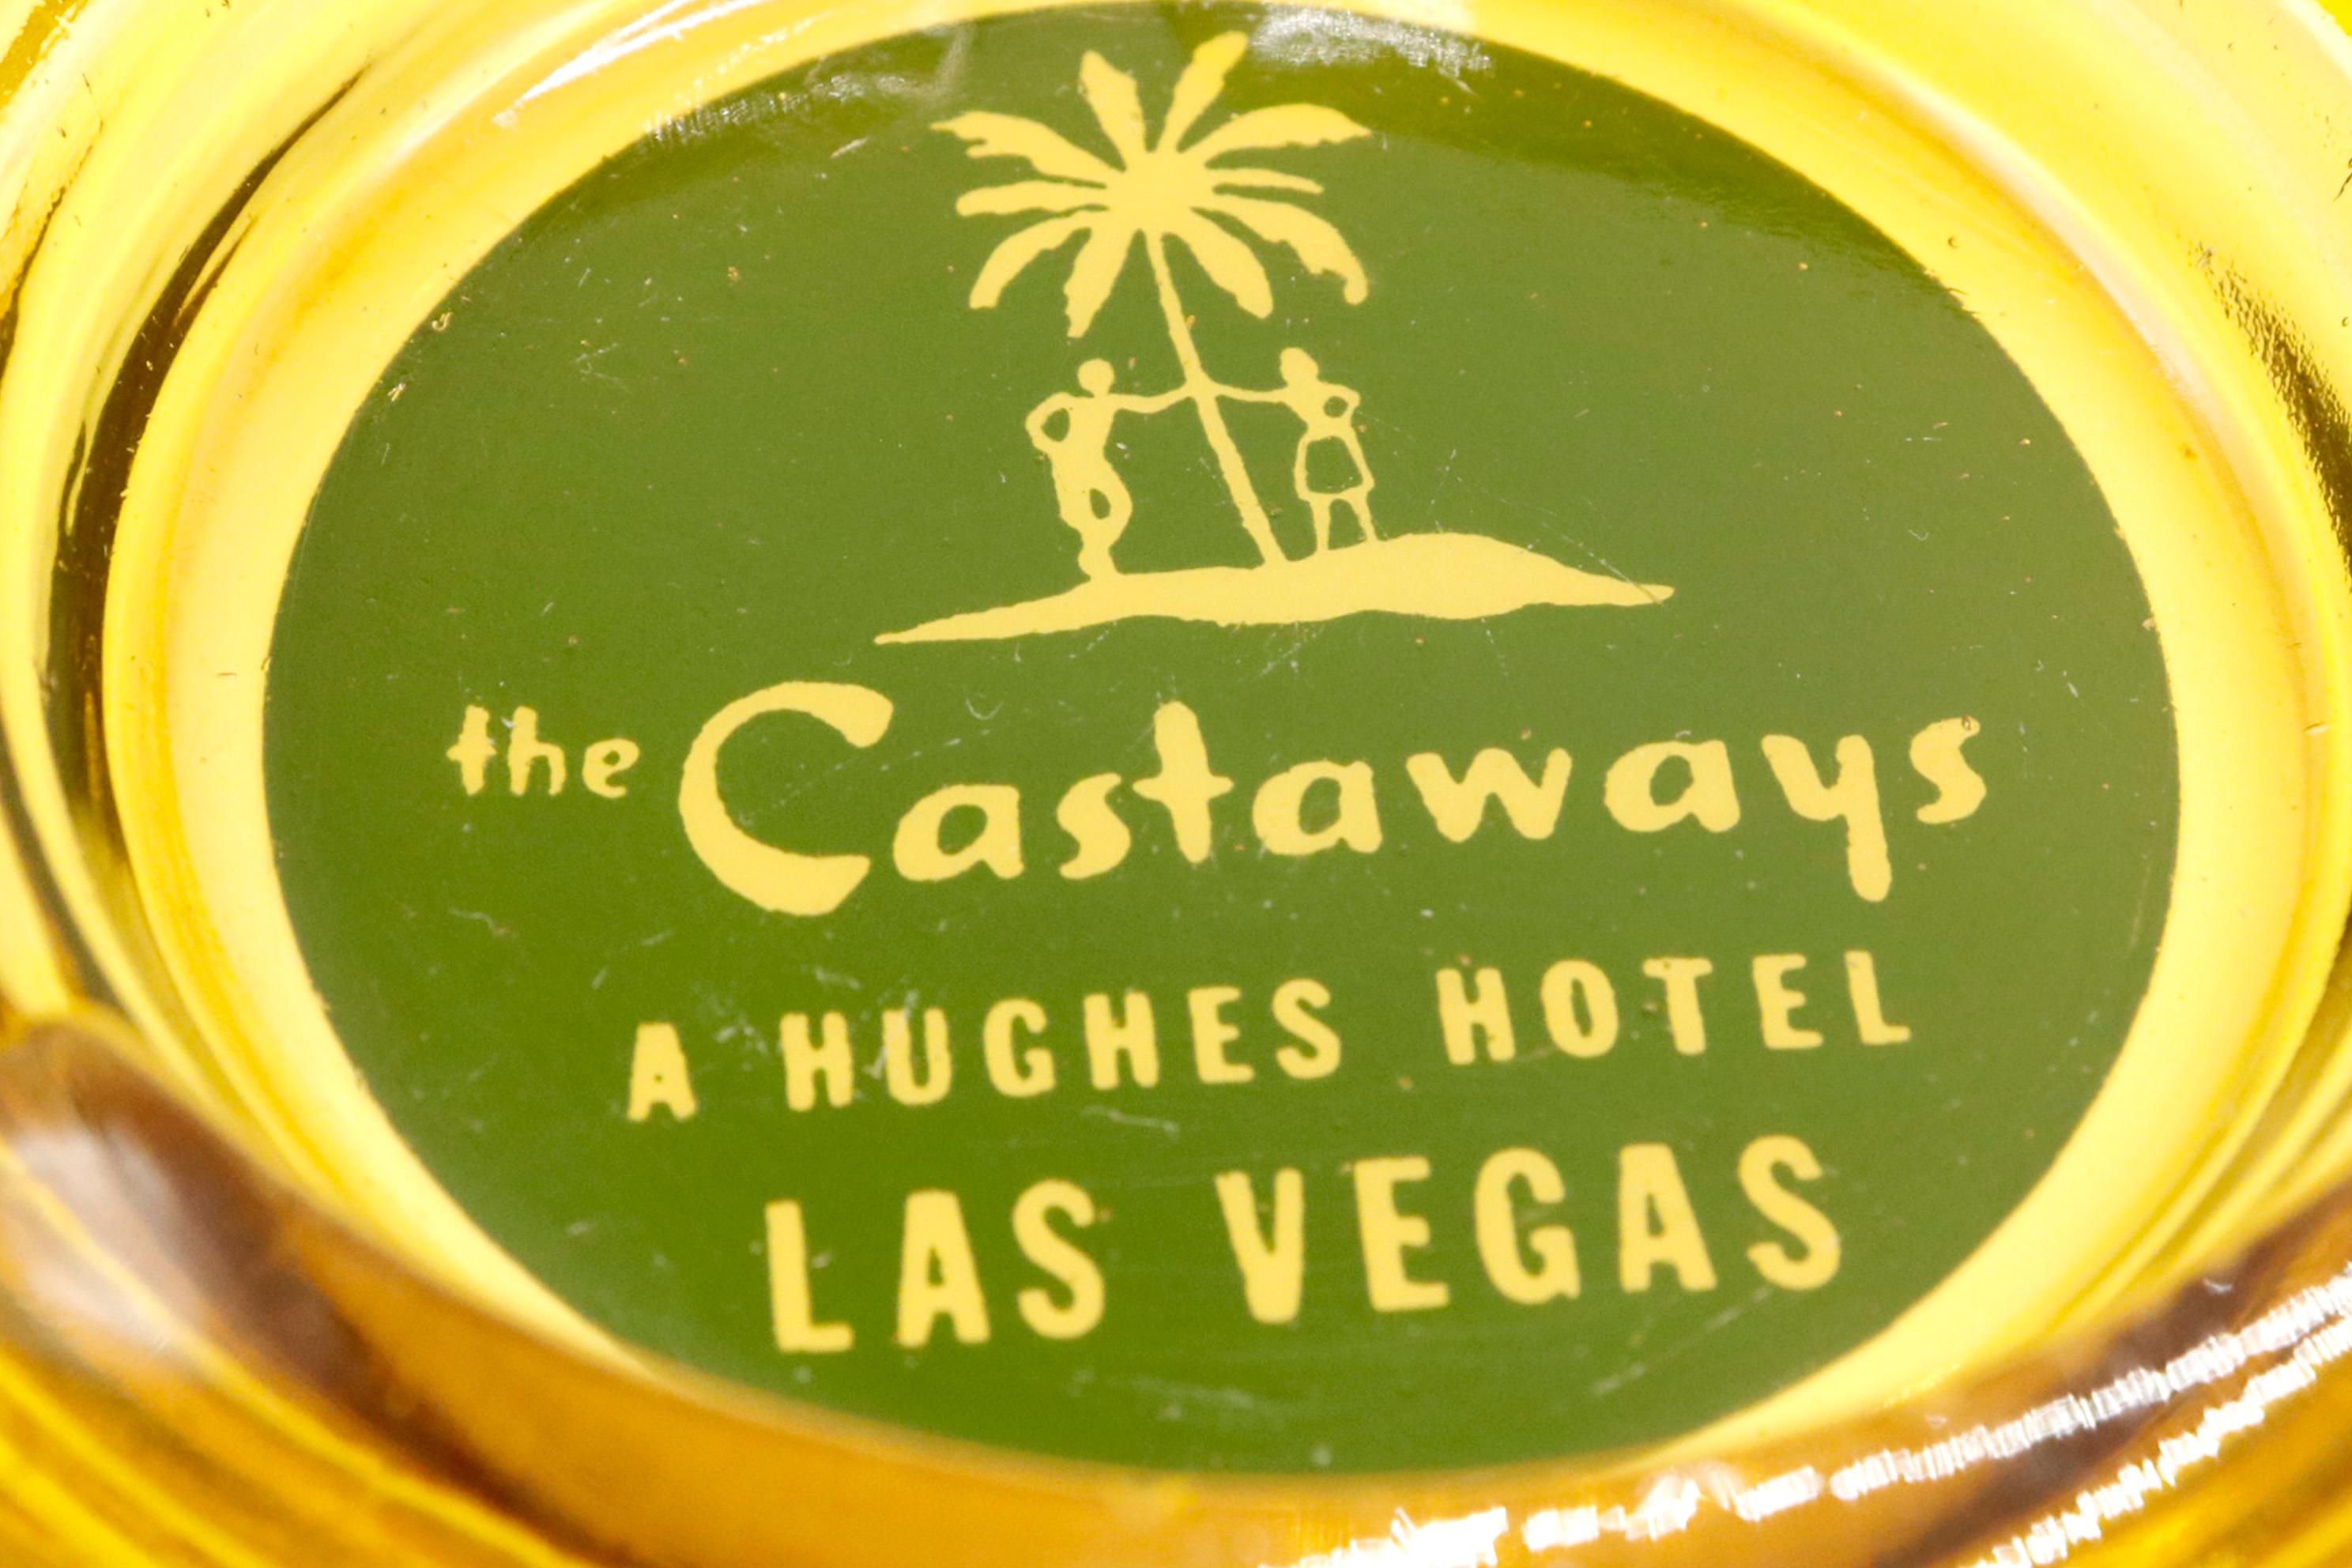 the Castaways
A HUGHES HOTEL
LAS VEGAS